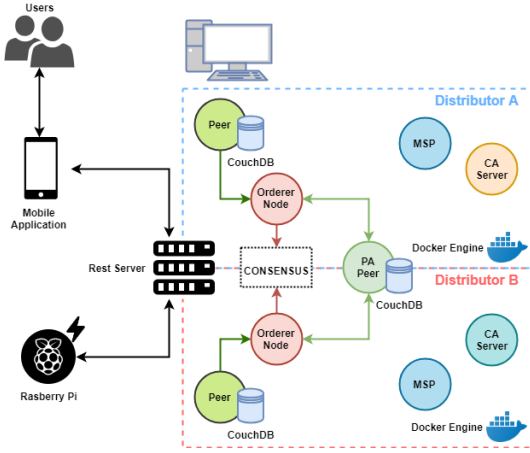 Users
Distributor A
Peer
MSP
CouchDB
CA
Server
Orderer
Node
Mobile
Application
Docker Engine
Rest Server
CONSENSUS
PA
Peer
Distributor B
CouchDB
Orderer
Node
CA
Server
Rasberry Pi
Peer
MSP
CouchDB
Docker Engine